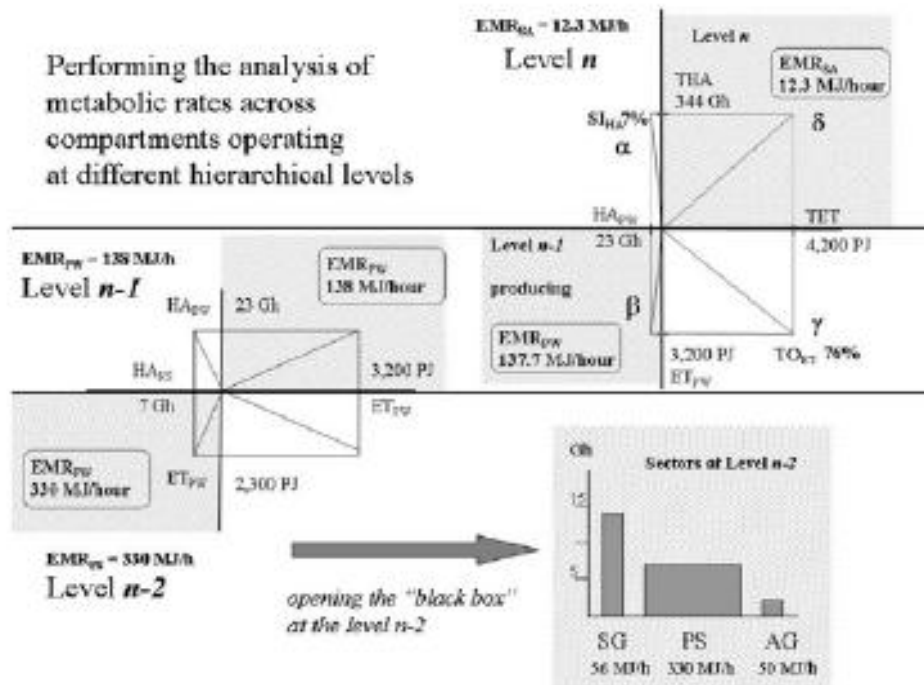 Performing the analysis of
metabolic rates across
compartments operating
at different hierarchical levels
EMR_SA = 12.3 MJ/h
Level n
Level n
EMR_SA
12.3 MJ/hour
THA
344 Gh
SI_HA 7%
α
δ
HA_PW
23 Gh
TET
4,200 PJ
Level n-1
producing
β
γ
EMR_PW
137.7 MJ/hour
3,200 PJ
ET_PW
TO_ET 76%
EMR_PW = 138 MJ/h
Level n-1
EMR_PW
138 MJ/hour
HA_PW
23 Gh
HA_PS
7 Gh
3,200 PJ
ET_PW
EMR_PW
330 MJ/hour
ET_PW
2,300 PJ
EMR_PS = 330 MJ/h
Level n-2
opening the "black box"
at the level n-2
Gh
Sectors at Level n-2
SG
PS
AG
56 MJ/h
330 MJ/h
50 MJ/h